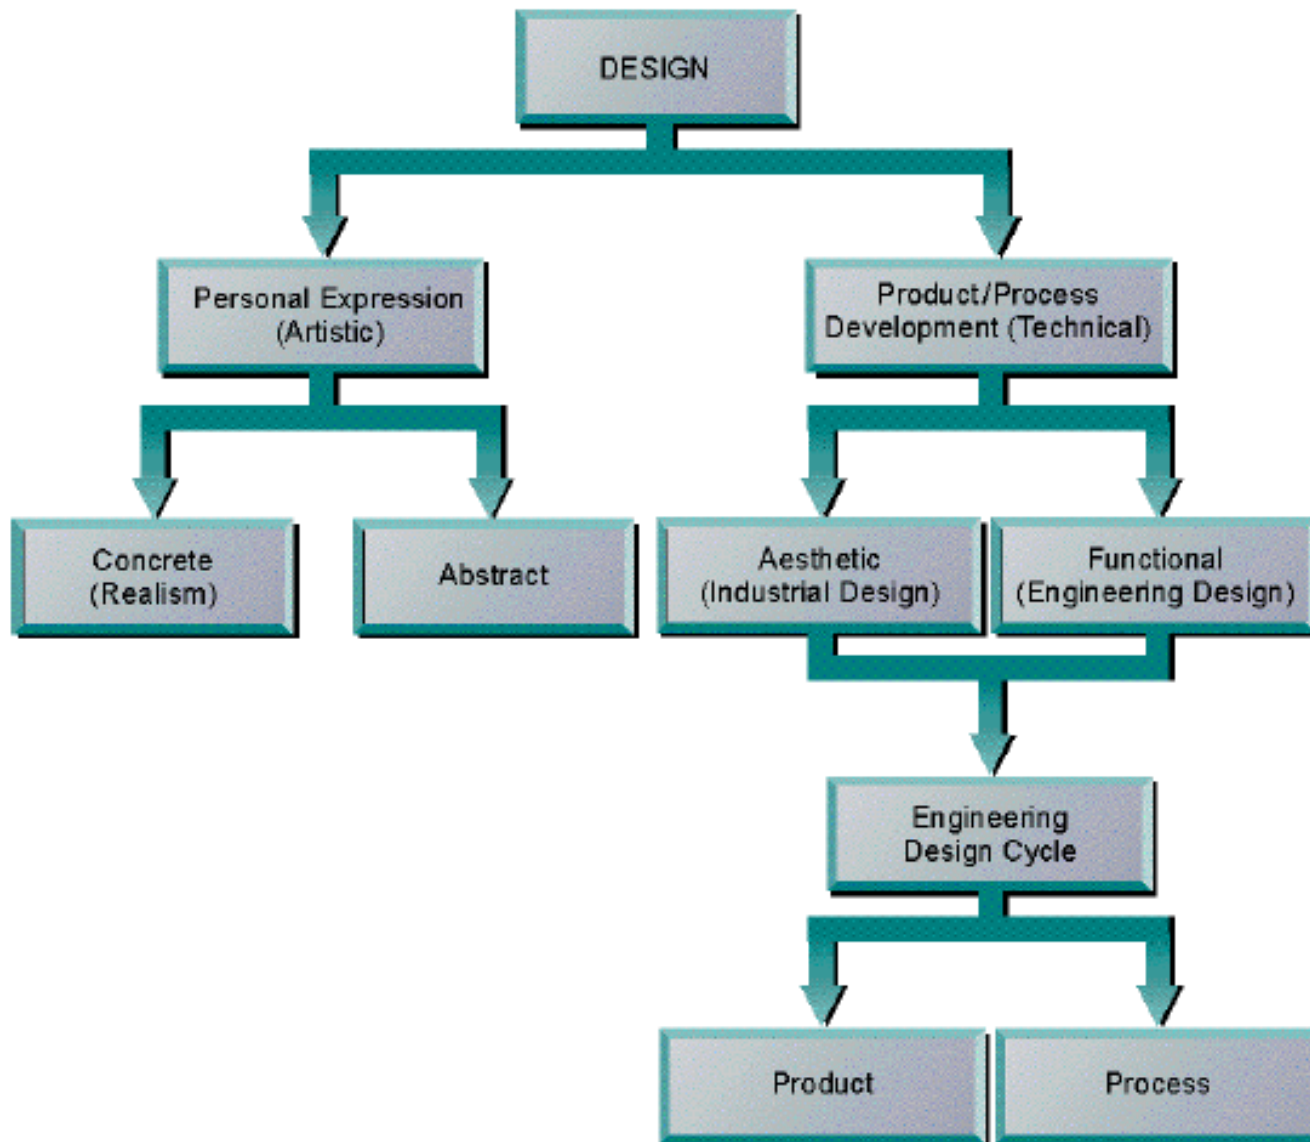 DESIGN
Personal Expression
(Artistic)
Product/Process
Development (Technical)
Concrete
(Realism)
Abstract
Aesthetic
(Industrial Design)
Functional
(Engineering Design)
Engineering
Design Cycle
Product
Process